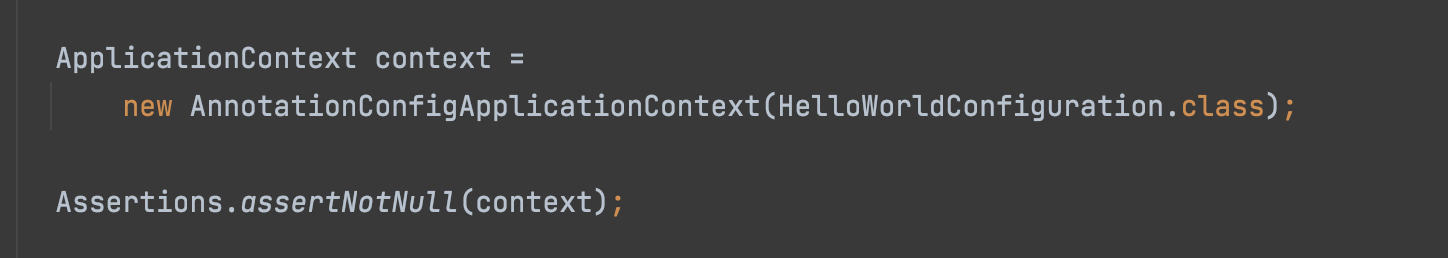 ApplicationContext context =
new AnnotationConfigApplicationContext(HelloWorldConfiguration.class);
Assertions.assertNotNull(context);